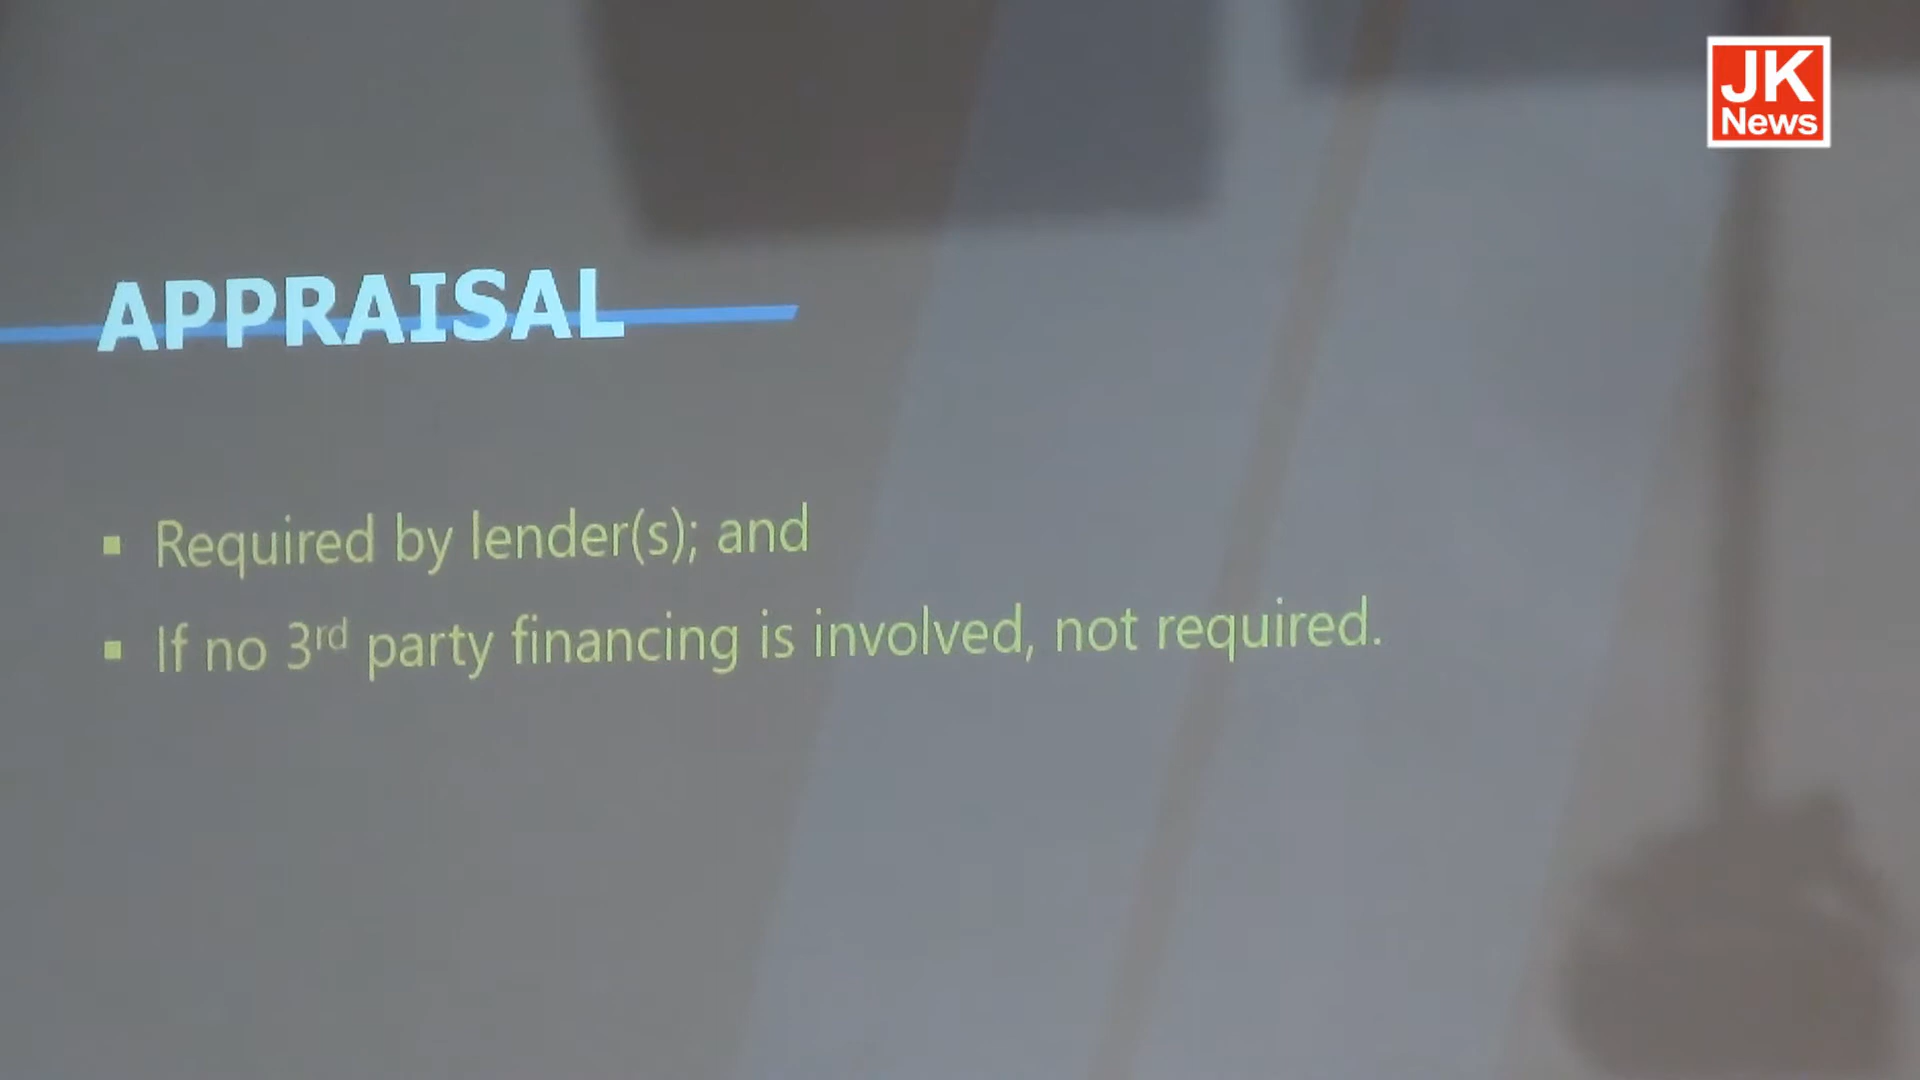 JK
News
APPRAISAL
▪ Required by lender(s); and
▪ If no 3rd party financing is involved, not required.